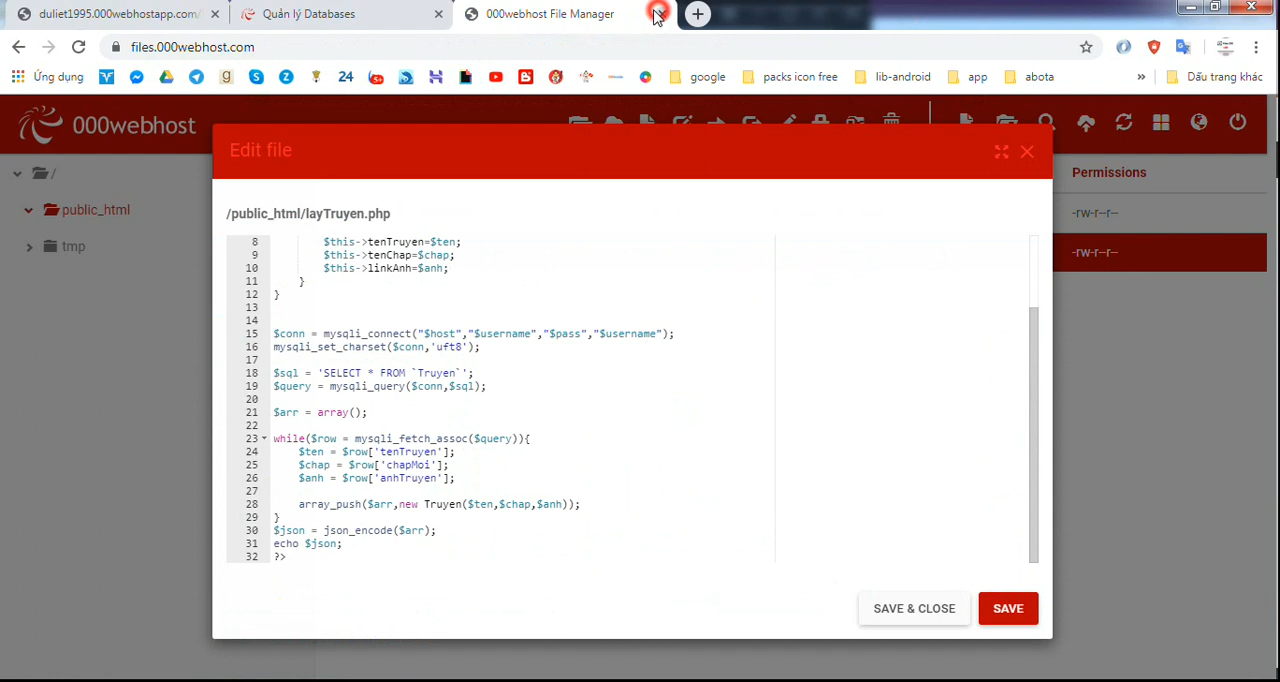 duliet1995.000webhostapp.com/
Quản lý Databases
000webhost File Manager
files.000webhost.com
Ứng dụng
24
google
packs icon free
lib-android
app
abota
»
Dấu trang khác
000webhost
Edit file
/
public_html
tmp
Permissions
-rw-r--r--
-rw-r--r--
/public_html/layTruyen.php
8 $this->tenTruyen=$ten;
9 $this->tenChap=$chap;
10 $this->linkAnh=$anh;
11 }
12 }
13
14
15 $conn = mysqli_connect("$host","$username","$pass","$username");
16 mysqli_set_charset($conn,'uft8');
17
18 $sql = 'SELECT * FROM `Truyen`';
19 $query = mysqli_query($conn,$sql);
20
21 $arr = array();
22
23 while($row = mysqli_fetch_assoc($query)){
24 $ten = $row['tenTruyen'];
25 $chap = $row['chapMoi'];
26 $anh = $row['anhTruyen'];
27
28 array_push($arr,new Truyen($ten,$chap,$anh));
29 }
30 $json = json_encode($arr);
31 echo $json;
32 ?>
SAVE & CLOSE
SAVE